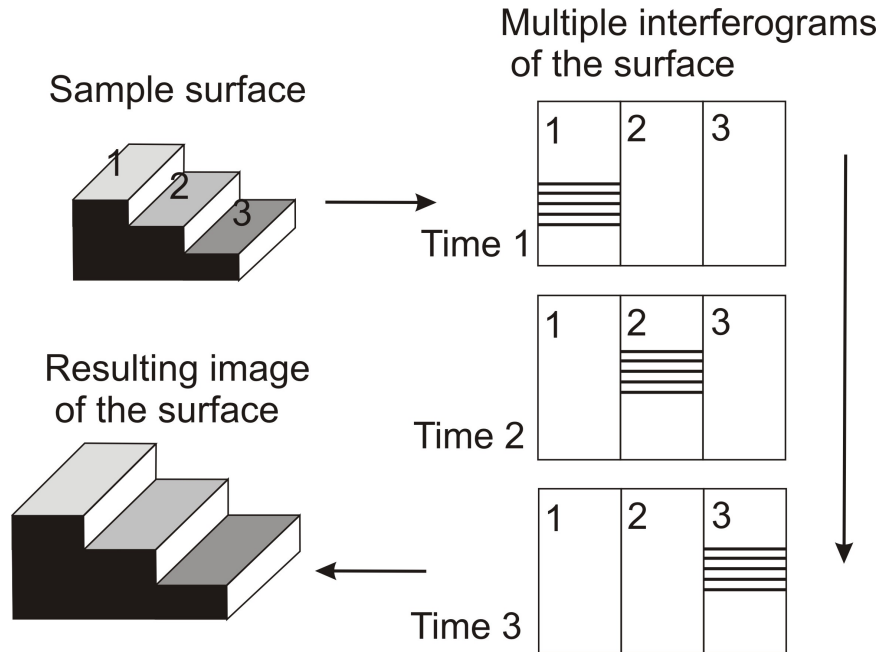 Multiple interferograms
of the surface
Sample surface
1
2
3
1 2 3
Time 1
1 2 3
Time 2
Resulting image
of the surface
1 2 3
Time 3